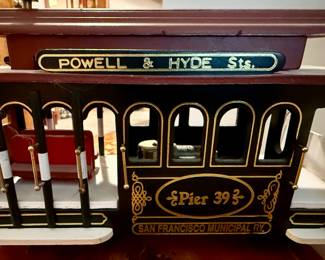 POWELL & HYDE Sts.
Pier 39
SAN FRANCISCO MUNICIPAL RY.